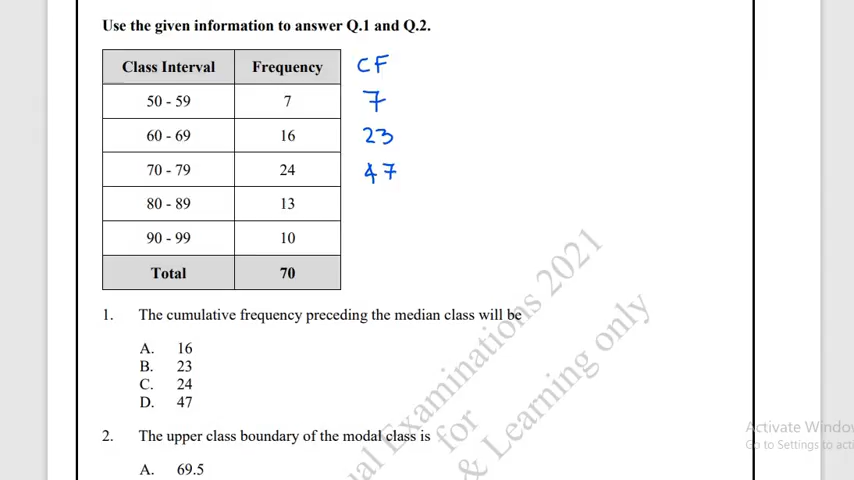 Use the given information to answer Q.1 and Q.2.
Class Interval Frequency CF
50 - 59 7 7
60 - 69 16 23
70 - 79 24 47
80 - 89 13
90 - 99 10
Total 70
1. The cumulative frequency preceding the median class will be
A. 16
B. 23
C. 24
D. 47
2. The upper class boundary of the modal class is
A. 69.5
Examinations 2021
for
& Learning only
Activate Window
Go to Settings to acti